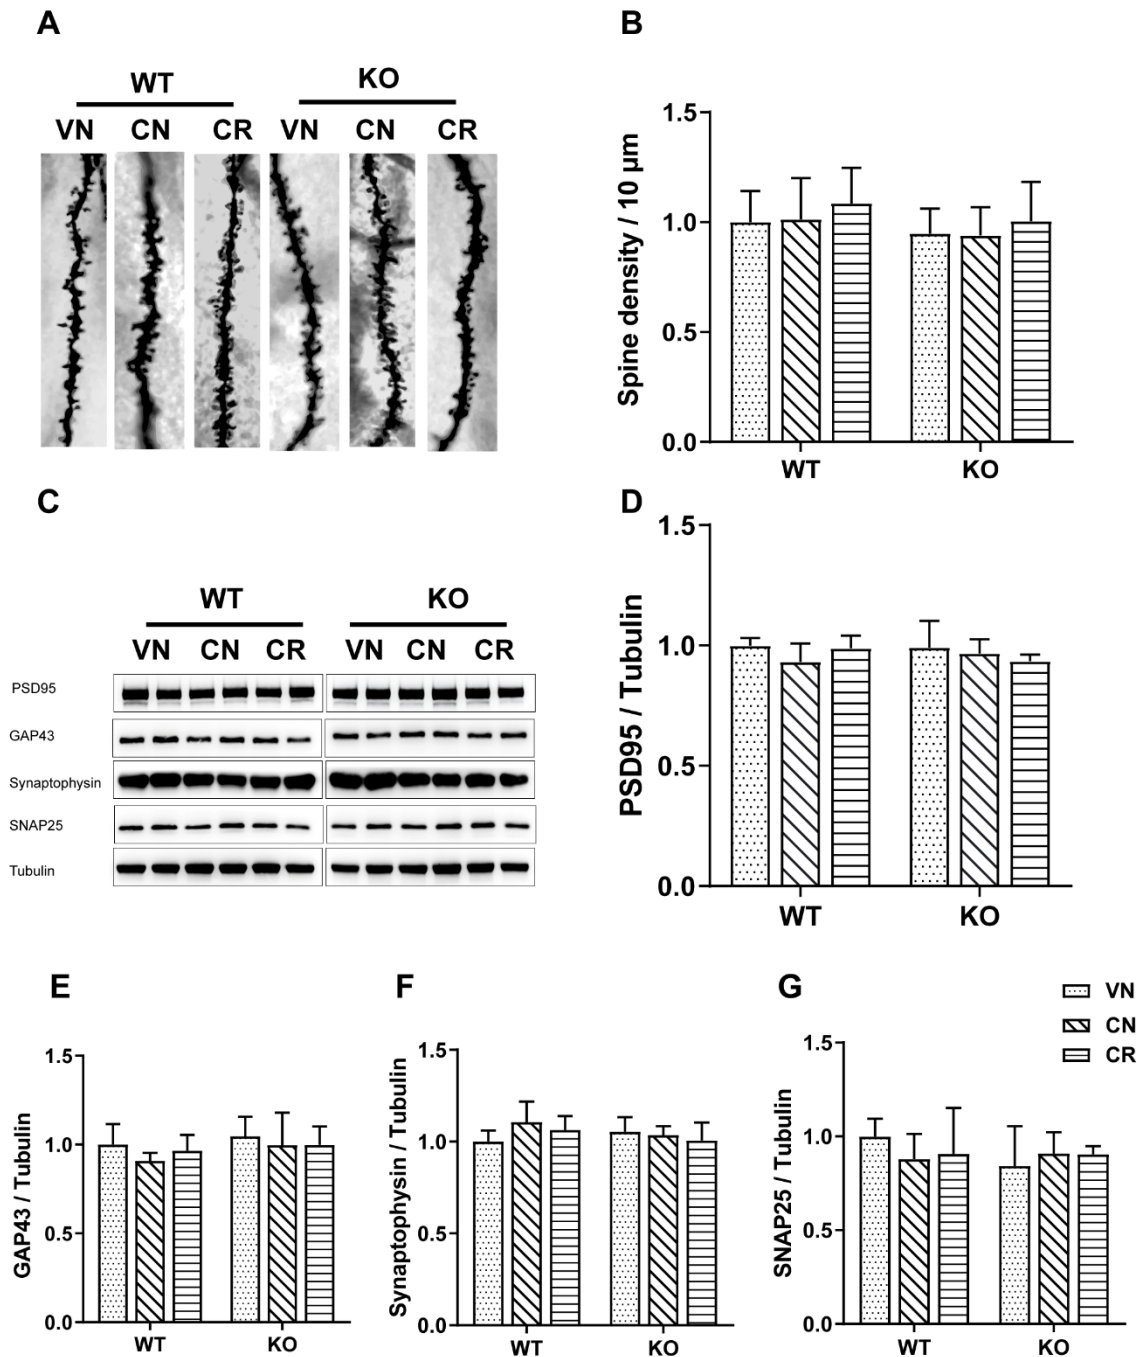 A
WT KO
VN CN CR VN CN CR
B
Spine density / 10 μm
1.5
1.0
0.5
0.0
WT KO
C
WT KO
VN CN CR VN CN CR
PSD95
GAP43
Synaptophysin
SNAP25
Tubulin
D
PSD95 / Tubulin
1.5
1.0
0.5
0.0
WT KO
E
GAP43 / Tubulin
1.5
1.0
0.5
0.0
WT KO
F
Synaptophysin / Tubulin
1.5
1.0
0.5
0.0
WT KO
G
VN
CN
CR
SNAP25 / Tubulin
1.5
1.0
0.5
0.0
WT KO